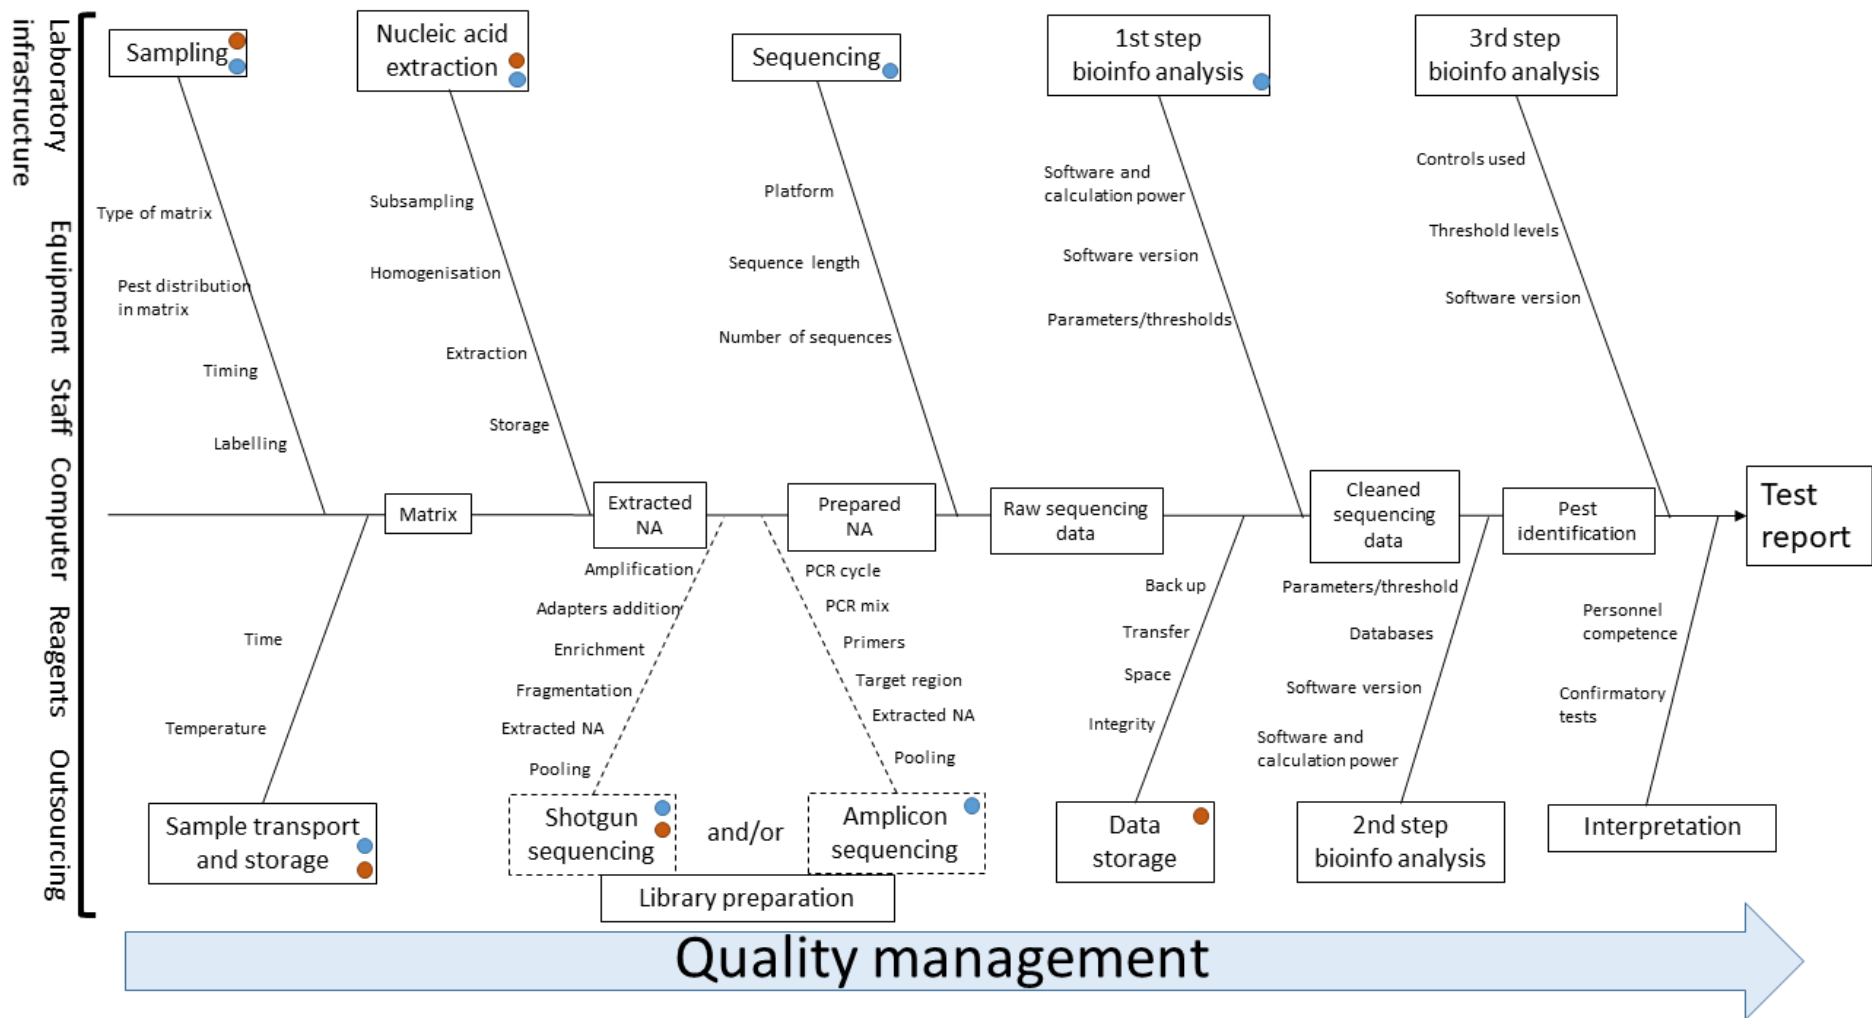 Laboratory
infrastructure
Equipment
Staff
Computer
Reagents
Outsourcing
Sampling
Type of matrix
Pest distribution
in matrix
Timing
Labelling
Nucleic acid
extraction
Subsampling
Homogenisation
Extraction
Storage
Sequencing
Platform
Sequence length
Number of sequences
1st step
bioinfo analysis
Software and
calculation power
Software version
Parameters/thresholds
3rd step
bioinfo analysis
Controls used
Threshold levels
Software version
Matrix
Extracted
NA
Prepared
NA
Raw sequencing
data
Cleaned
sequencing
data
Pest
identification
Test
report
Time
Temperature
Sample transport
and storage
Amplification
Adapters addition
Enrichment
Fragmentation
Extracted NA
Pooling
Shotgun
sequencing
and/or
PCR cycle
PCR mix
Primers
Target region
Extracted NA
Pooling
Amplicon
sequencing
Library preparation
Back up
Transfer
Space
Integrity
Data
storage
Parameters/threshold
Databases
Software version
Software and
calculation power
2nd step
bioinfo analysis
Personnel
competence
Confirmatory
tests
Interpretation
Quality management